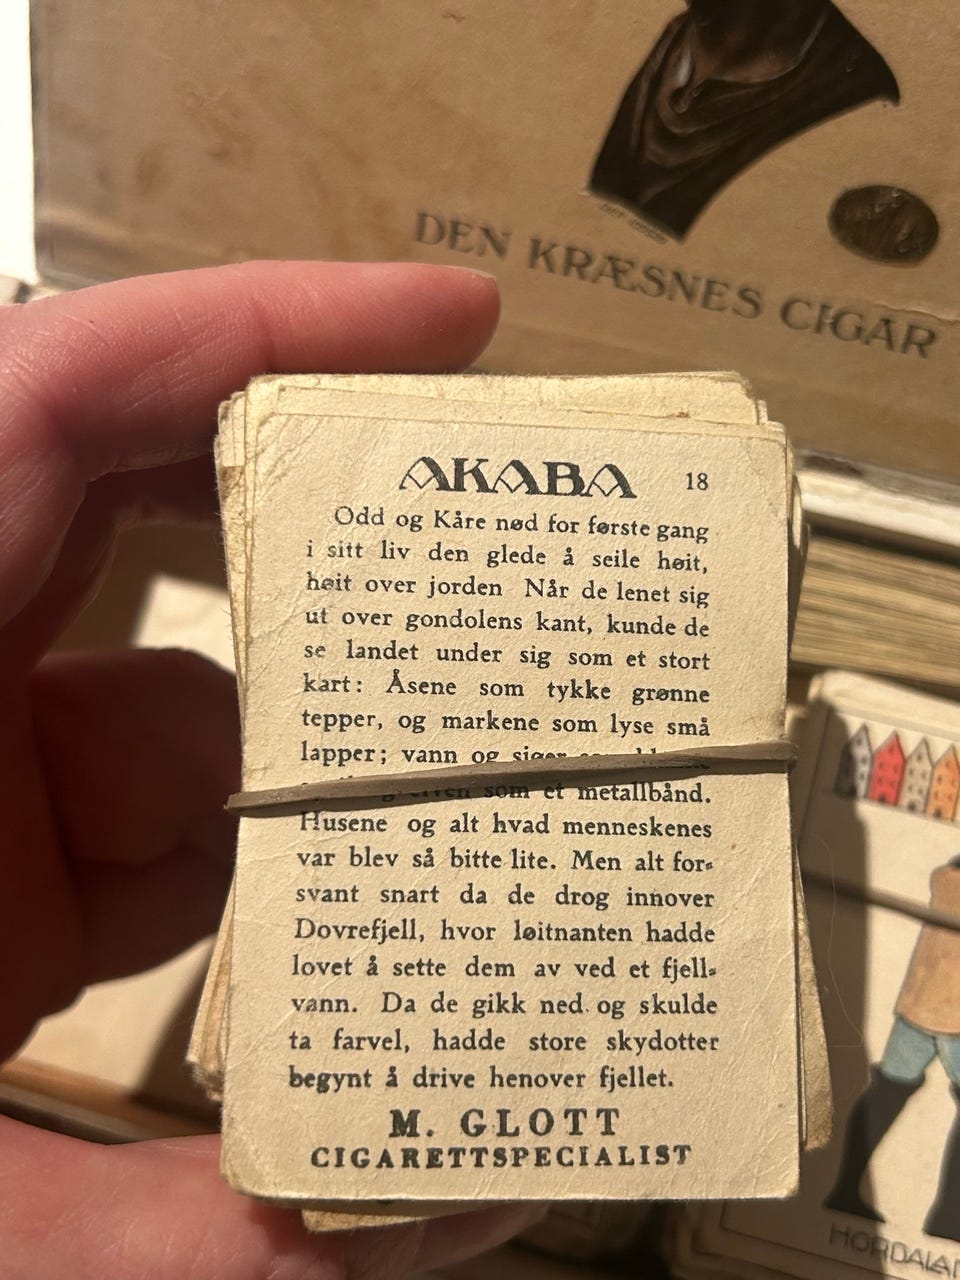 DEN KRÆSNES CIGAR
AKABA 18
Odd og Kåre nød for første gang
i sitt liv den glede å seile høit,
høit over jorden Når de lenet sig
ut over gondolens kant, kunde de
se landet under sig som et stort
kart: Åsene som tykke grønne
tepper, og markene som lyse små
lapper; vann og
som et metallbånd.
Husene og alt hvad menneskenes
var blev så bitte lite. Men alt for-
svant snart da de drog innover
Dovrefjell, hvor løitnanten hadde
lovet å sette dem av ved et fjell-
vann. Da de gikk ned og skulde
ta farvel, hadde store skydotter
begynt å drive henover fjellet.
M. GLOTT
CIGARETTSPECIALIST